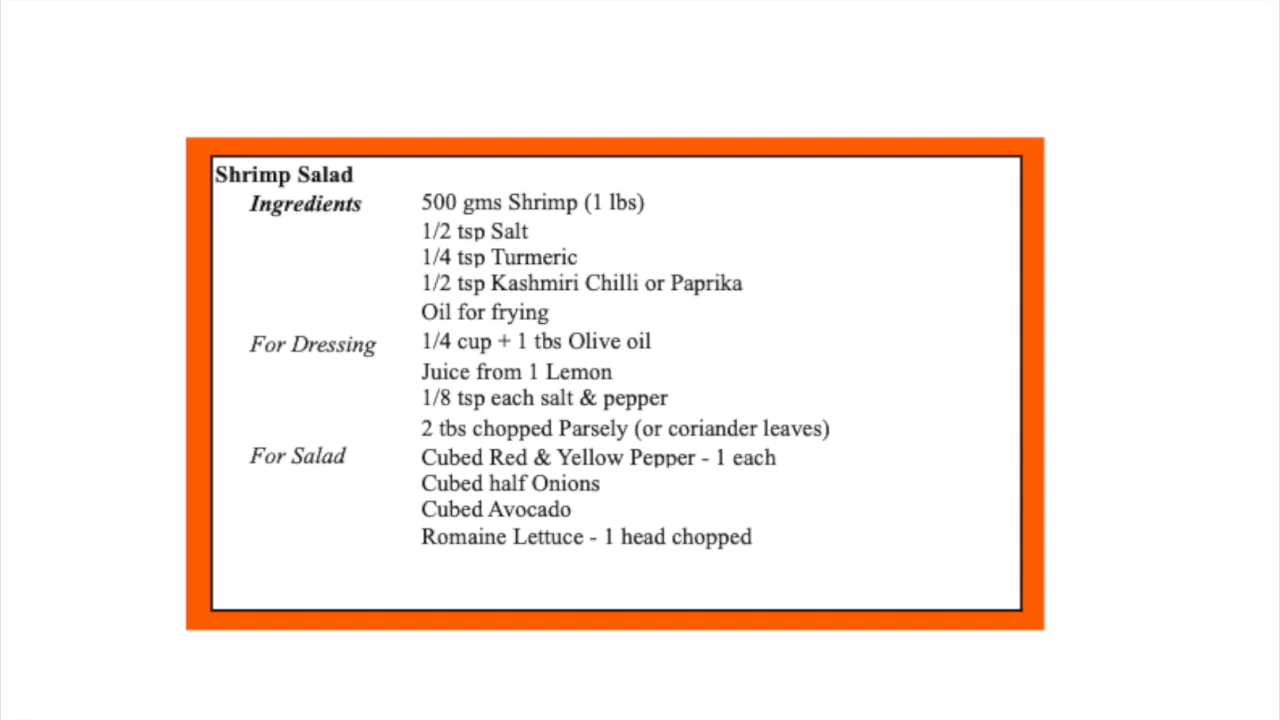 Shrimp Salad
Ingredients 500 gms Shrimp (1 lbs)
1/2 tsp Salt
1/4 tsp Turmeric
1/2 tsp Kashmiri Chilli or Paprika
Oil for frying
For Dressing 1/4 cup + 1 tbs Olive oil
Juice from 1 Lemon
1/8 tsp each salt & pepper
2 tbs chopped Parsely (or coriander leaves)
For Salad Cubed Red & Yellow Pepper - 1 each
Cubed half Onions
Cubed Avocado
Romaine Lettuce - 1 head chopped